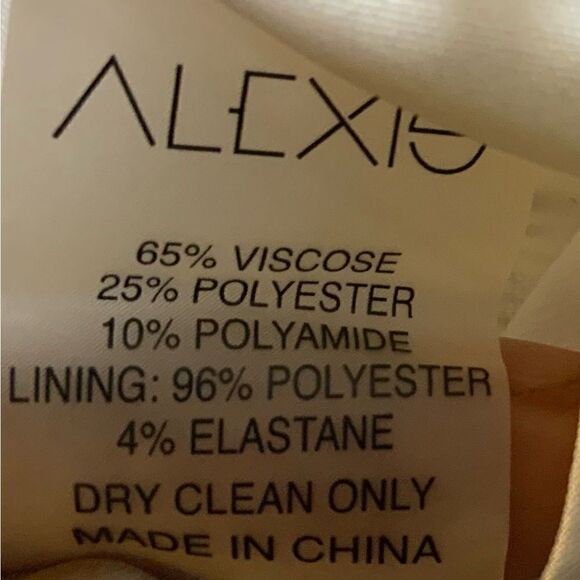 ALEXIS
65% VISCOSE
25% POLYESTER
10% POLYAMIDE
LINING: 96% POLYESTER
4% ELASTANE
DRY CLEAN ONLY
MADE IN CHINA